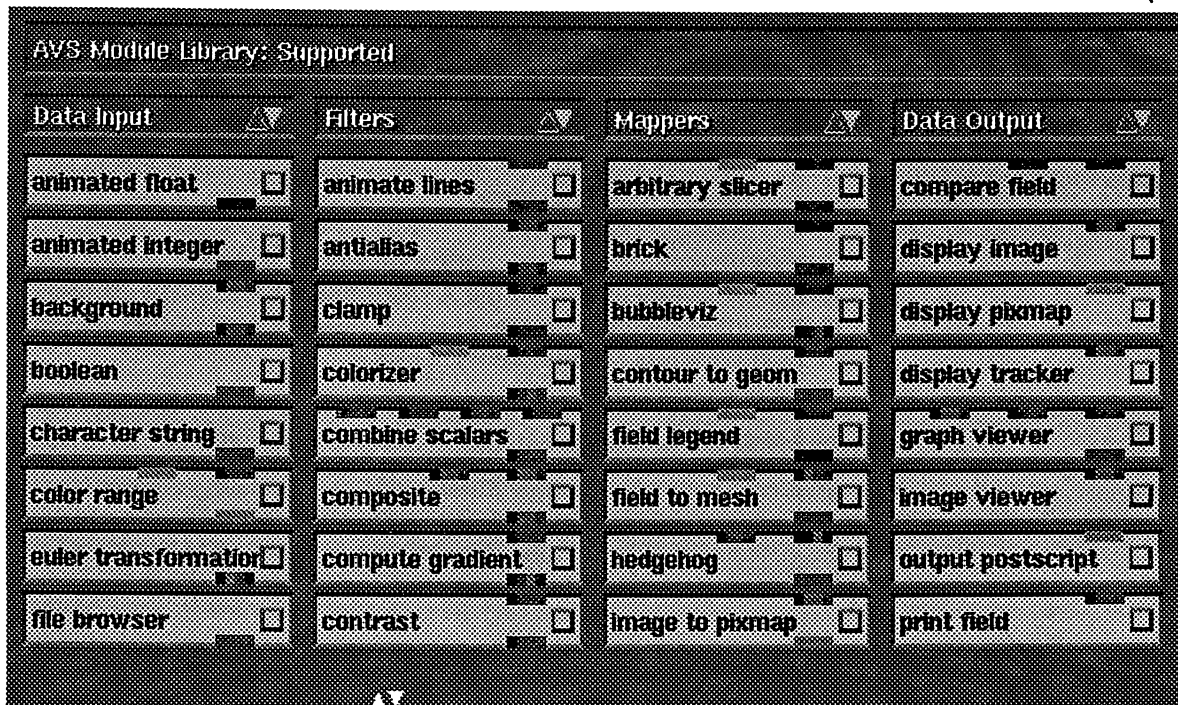 AVS Module Library: Supported
Data Input
Filters
Mappers
Data Output
animated float
animate lines
arbitrary slicer
compare field
animated integer
antialias
brick
display image
background
clamp
bubbleviz
display pixmap
boolean
colorizer
contour to geom
display tracker
character string
combine scalars
field legend
graph viewer
color range
composite
field to mesh
image viewer
euler transformation
compute gradient
hedgehog
output postscript
file browser
contrast
image to pixmap
print field